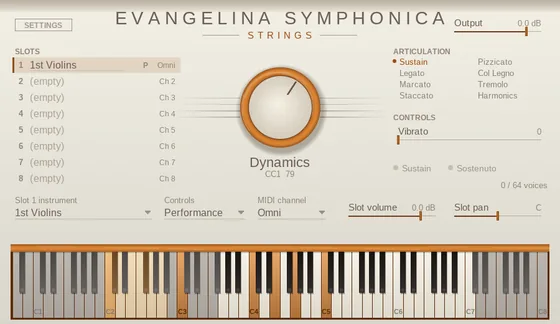 EVANGELINA SYMPHONICA
STRINGS
SETTINGS
Output 0.0 dB
SLOTS
1 1st Violins P Omni
2 (empty) Ch 2
3 (empty) Ch 3
4 (empty) Ch 4
5 (empty) Ch 5
6 (empty) Ch 6
7 (empty) Ch 7
8 (empty) Ch 8
Dynamics
CC1 79
ARTICULATION
Sustain Pizzicato
Legato Col Legno
Marcato Tremolo
Staccato Harmonics
CONTROLS
Vibrato 0
Sustain Sostenuto
0 / 64 voices
Slot 1 instrument Controls MIDI channel
1st Violins Performance Omni
Slot volume 0.0 dB Slot pan C
C1 C2 C3 C4 C5 C6 C7 C8